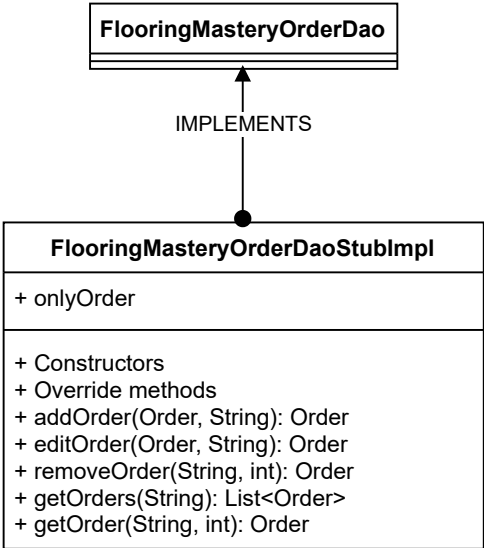 FlooringMasteryOrderDao
IMPLEMENTS
FlooringMasteryOrderDaoStubImpl
+ onlyOrder
+ Constructors
+ Override methods
+ addOrder(Order, String): Order
+ editOrder(Order, String): Order
+ removeOrder(String, int): Order
+ getOrders(String): List<Order>
+ getOrder(String, int): Order